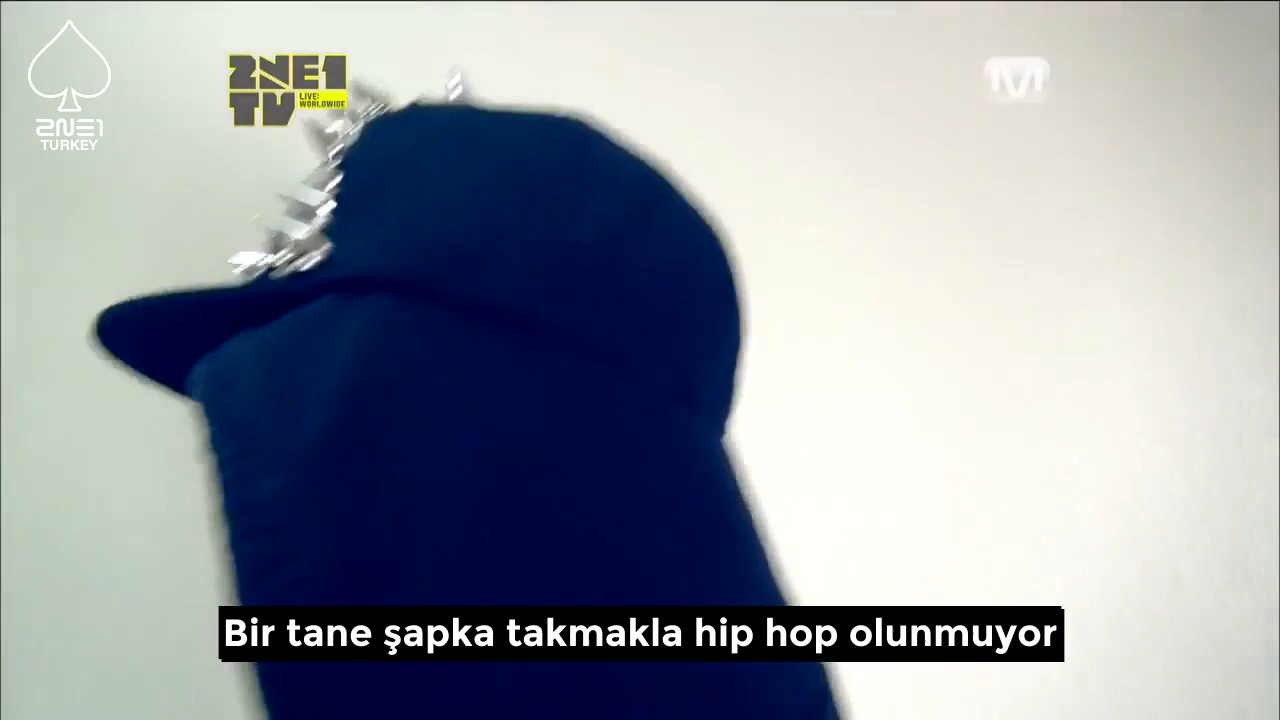 2NE1
TURKEY
2NE1
TV
LIVE:
WORLDWIDE
M
Bir tane şapka takmakla hip hop olunmuyor